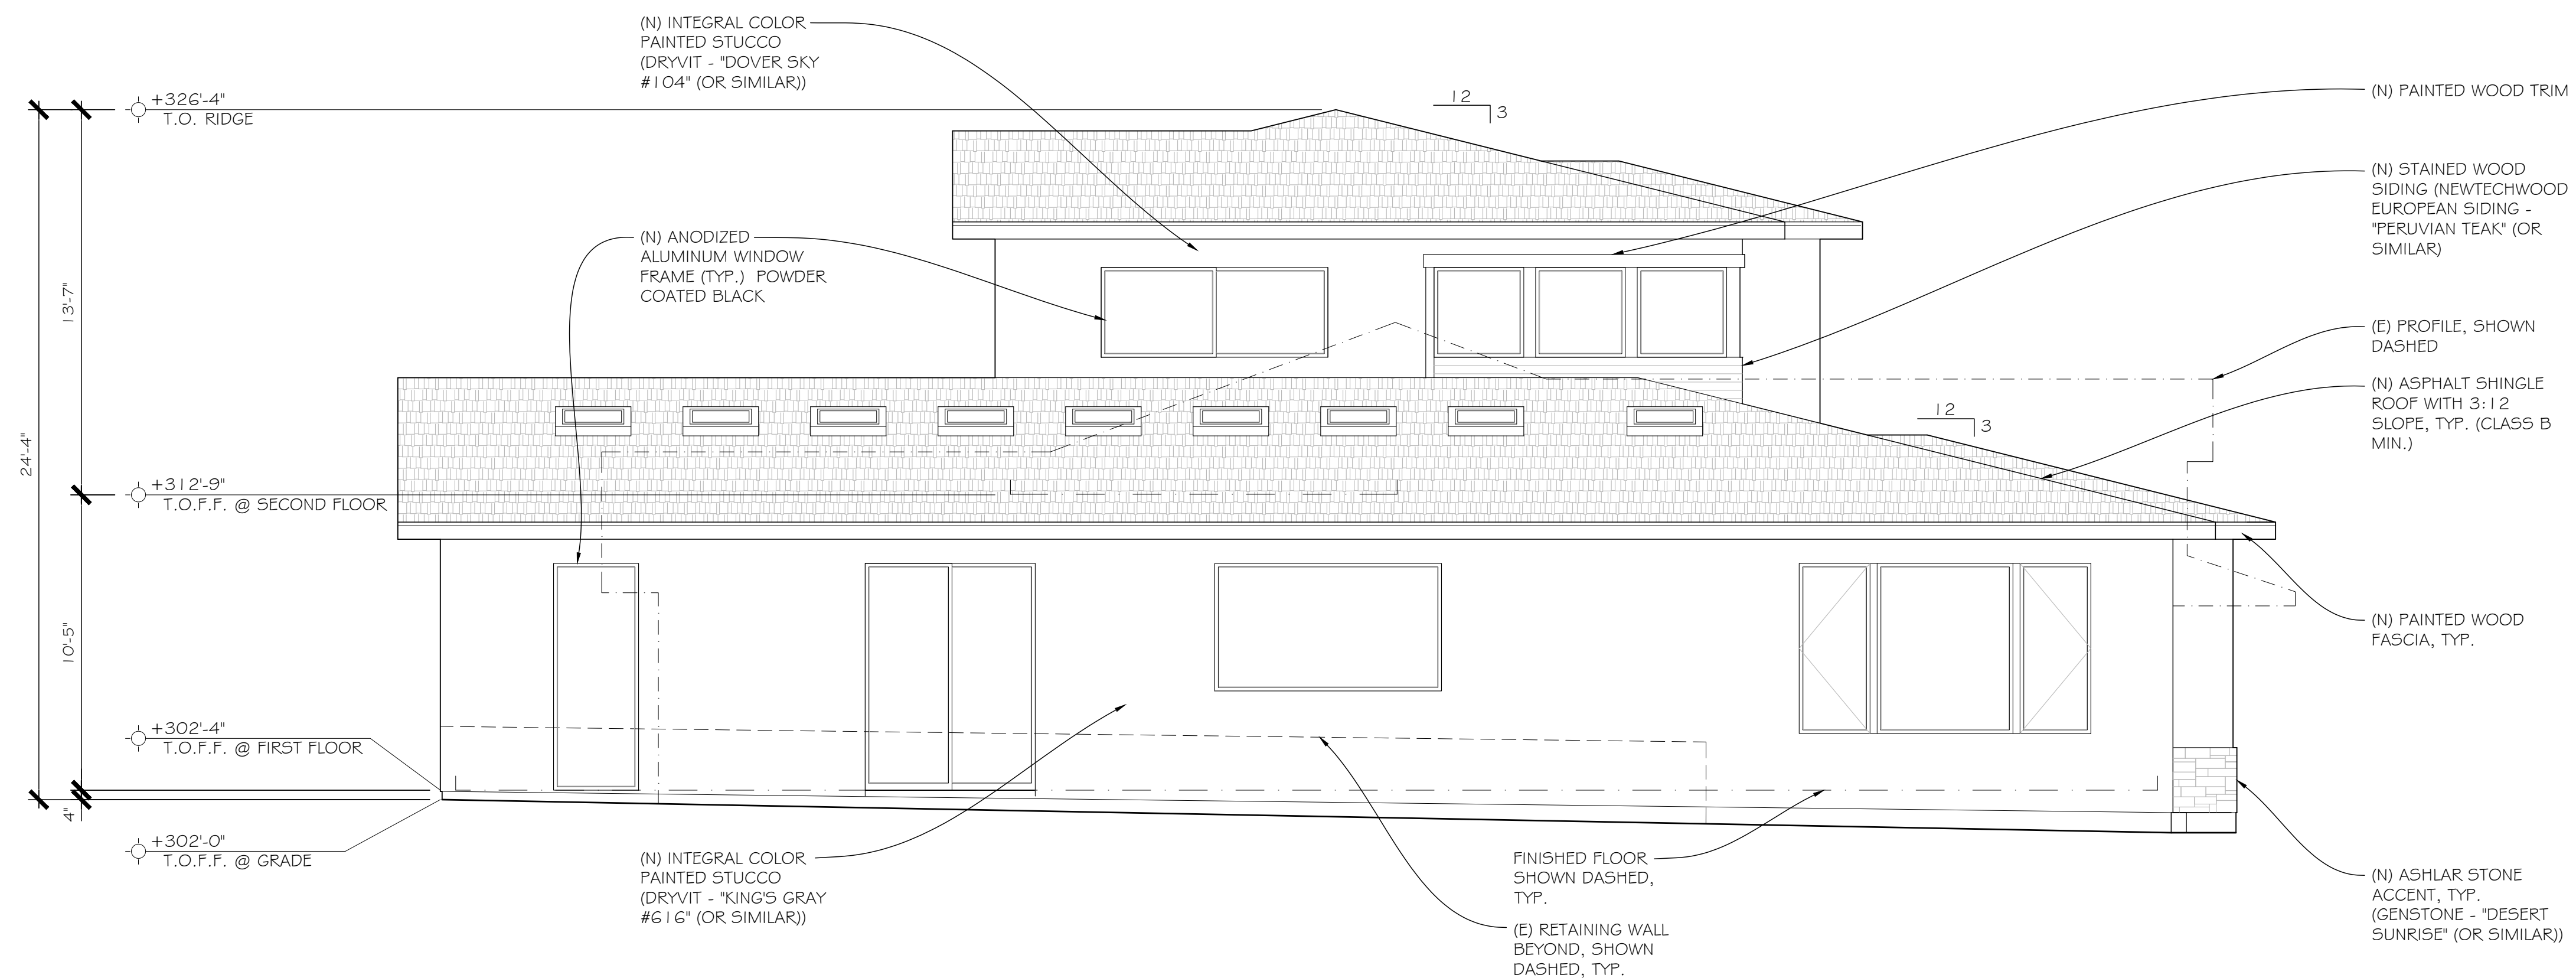 (N) INTEGRAL COLOR
PAINTED STUCCO
(DRYVIT - "DOVER SKY
#104" (OR SIMILAR))
+326'-4"
T.O. RIDGE
12
3
(N) PAINTED WOOD TRIM
(N) STAINED WOOD
SIDING (NEWTECHWOOD
EUROPEAN SIDING -
"PERUVIAN TEAK" (OR
SIMILAR)
(N) ANODIZED
ALUMINUM WINDOW
FRAME (TYP.) POWDER
COATED BLACK
13'-7"
(E) PROFILE, SHOWN
DASHED
(N) ASPHALT SHINGLE
ROOF WITH 3:12
SLOPE, TYP. (CLASS B
MIN.)
12
3
24'-4"
+312'-9"
T.O.F.F. @ SECOND FLOOR
10'-5"
(N) PAINTED WOOD
FASCIA, TYP.
+302'-4"
T.O.F.F. @ FIRST FLOOR
4"
+302'-0"
T.O.F.F. @ GRADE
(N) INTEGRAL COLOR
PAINTED STUCCO
(DRYVIT - "KING'S GRAY
#616" (OR SIMILAR))
FINISHED FLOOR
SHOWN DASHED,
TYP.
(E) RETAINING WALL
BEYOND, SHOWN
DASHED, TYP.
(N) ASHLAR STONE
ACCENT, TYP.
(GENSTONE - "DESERT
SUNRISE" (OR SIMILAR))